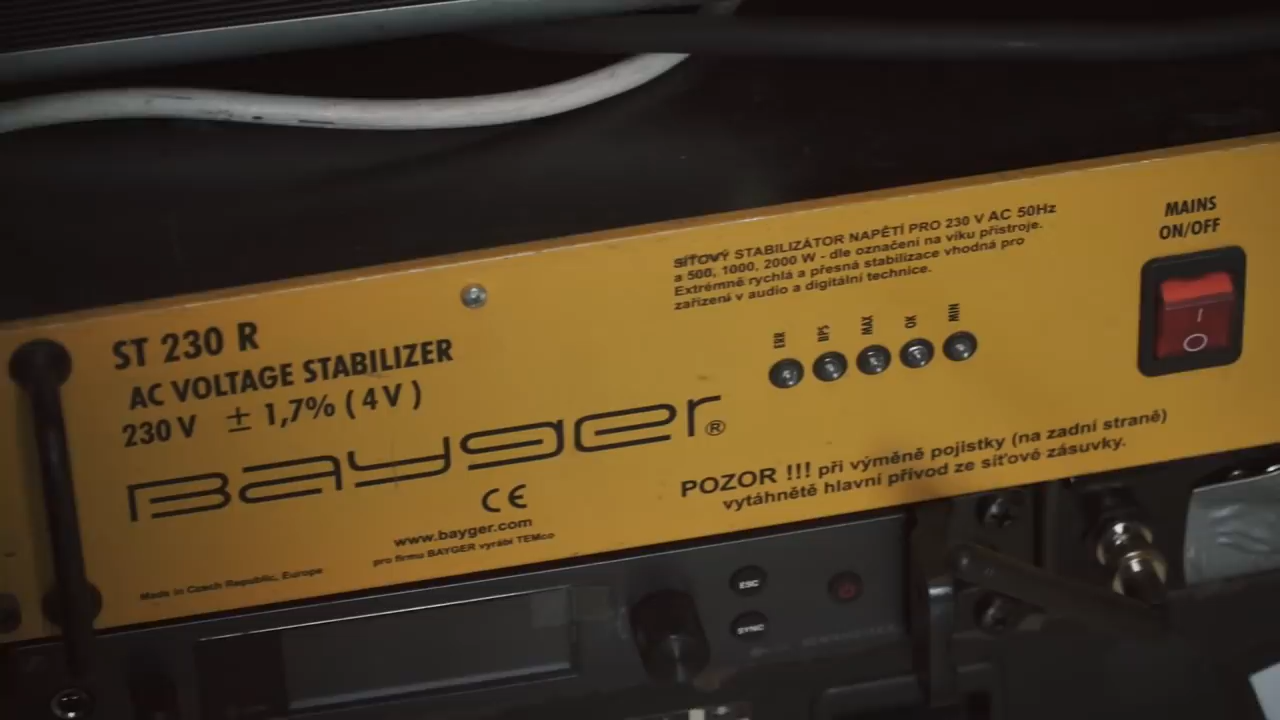 ST 230 R
AC VOLTAGE STABILIZER
230 V ± 1,7% ( 4 V )
BAYGER ®
CE
www.bayger.com
pro firmu BAYGER vyrábí TEMco
Made in Czech Republic, Europe
SÍŤOVÝ STABILIZÁTOR NAPĚTÍ PRO 230 V AC 50Hz
a 500, 1000, 2000 W - dle označení na víku přístroje.
Extrémně rychlá a přesná stabilizace vhodná pro
zařízení v audio a digitální technice.
ERR BPS MAX OK MIN
POZOR !!! při výměně pojistky (na zadní straně)
vytáhnětě hlavní přívod ze síťové zásuvky.
MAINS
ON/OFF
I
O
ESC
SYNC